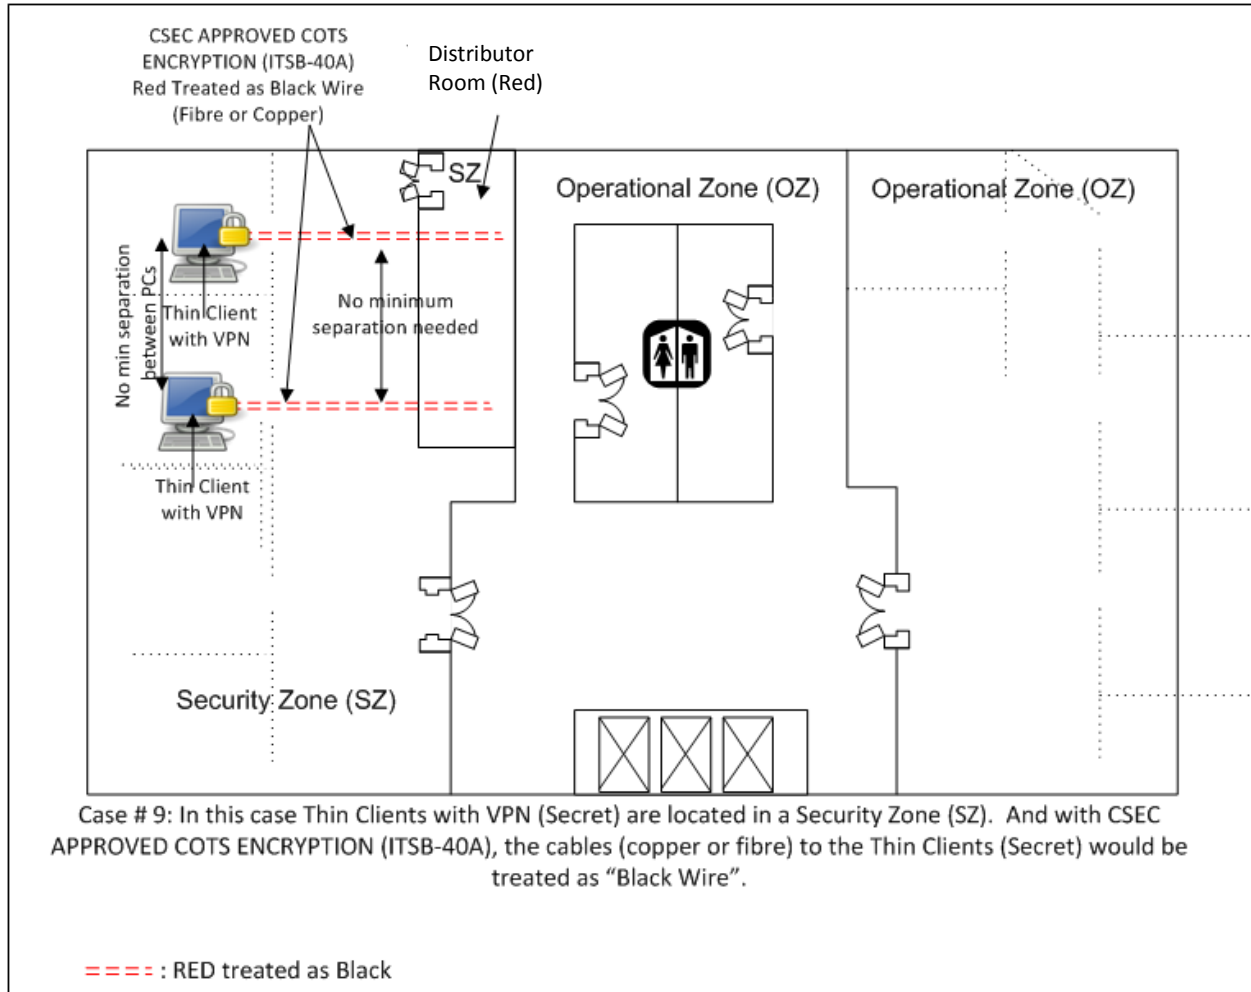 CSEC APPROVED COTS
ENCRYPTION (ITSB-40A)
Red Treated as Black Wire
(Fibre or Copper)
Distributor
Room (Red)
SZ
Operational Zone (OZ)
Operational Zone (OZ)
No min separation
between PCs
Thin Client
with VPN
No minimum
separation needed
Thin Client
with VPN
Security Zone (SZ)
Case # 9: In this case Thin Clients with VPN (Secret) are located in a Security Zone (SZ). And with CSEC
APPROVED COTS ENCRYPTION (ITSB-40A), the cables (copper or fibre) to the Thin Clients (Secret) would be
treated as “Black Wire”.
: RED treated as Black